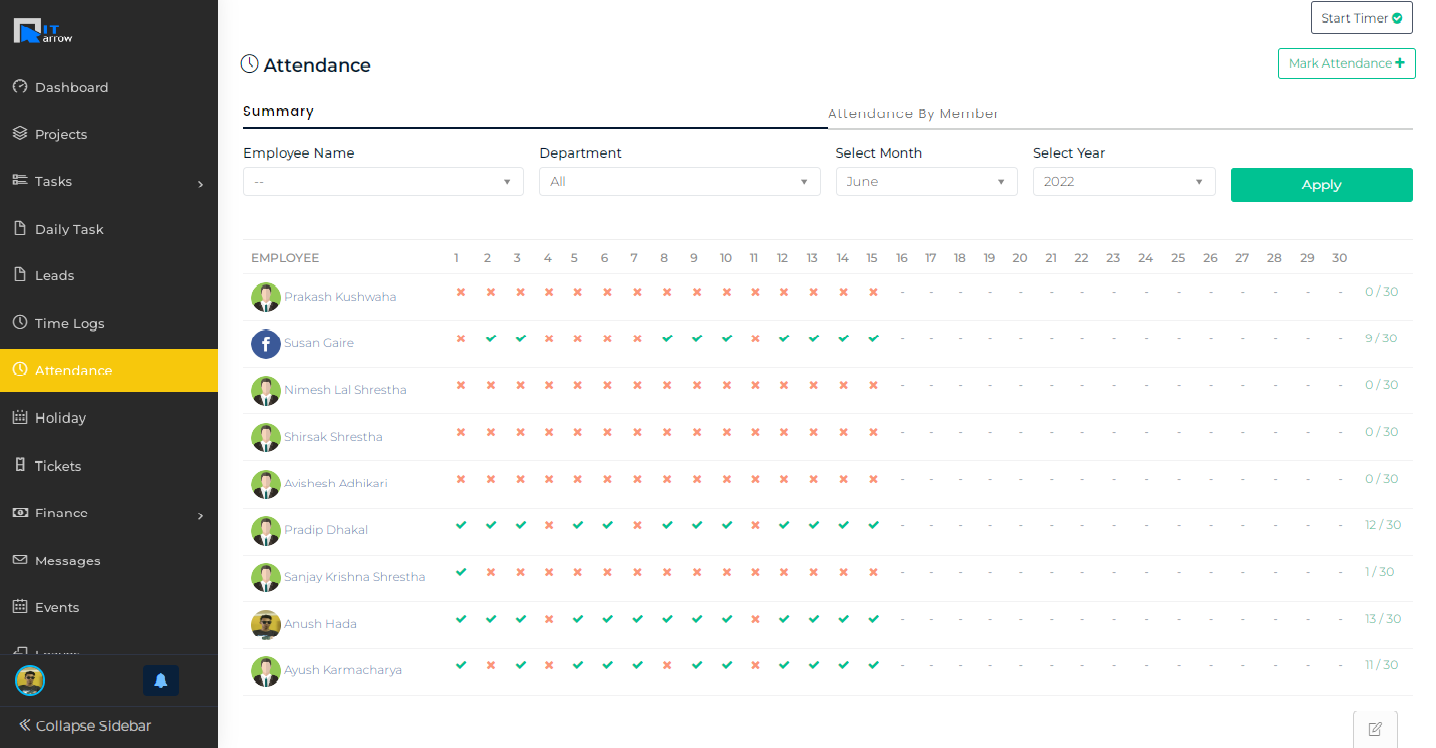 IT
arrow
Start Timer
Attendance
Mark Attendance +
Dashboard
Projects
Tasks
Daily Task
Leads
Time Logs
Attendance
Holiday
Tickets
Finance
Messages
Events
Collapse Sidebar
Summary
Attendance By Member
Employee Name Department Select Month Select Year
-- All June 2022 Apply
EMPLOYEE 1 2 3 4 5 6 7 8 9 10 11 12 13 14 15 16 17 18 19 20 21 22 23 24 25 26 27 28 29 30
Prakash Kushwaha - - - - - - - - - - - - - - - 0 / 30
Susan Gaire - - - - - - - - - - - - - - - 9 / 30
Nimesh Lal Shrestha - - - - - - - - - - - - - - - 0 / 30
Shirsak Shrestha - - - - - - - - - - - - - - - 0 / 30
Avishesh Adhikari - - - - - - - - - - - - - - - 0 / 30
Pradip Dhakal - - - - - - - - - - - - - - - 12 / 30
Sanjay Krishna Shrestha - - - - - - - - - - - - - - - 1 / 30
Anush Hada - - - - - - - - - - - - - - - 13 / 30
Ayush Karmacharya - - - - - - - - - - - - - - - 11 / 30